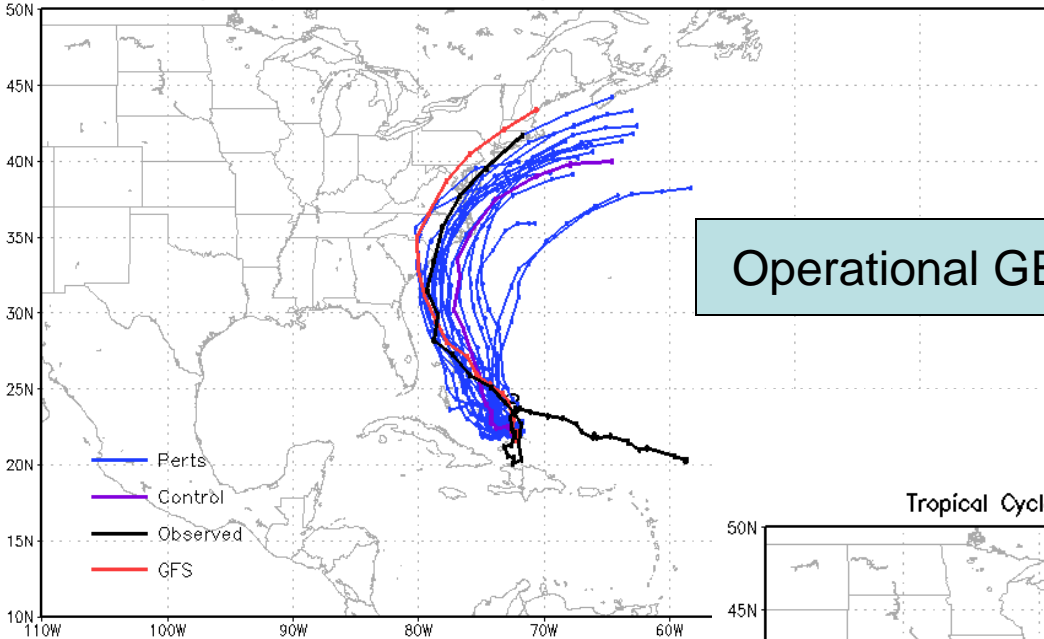 50N
45N
40N
35N
30N
25N
20N
15N
10N
110W 100W 90W 80W 70W 60W
Perts
Control
Observed
GFS
Operational GE
Tropical Cycl
50N
45N